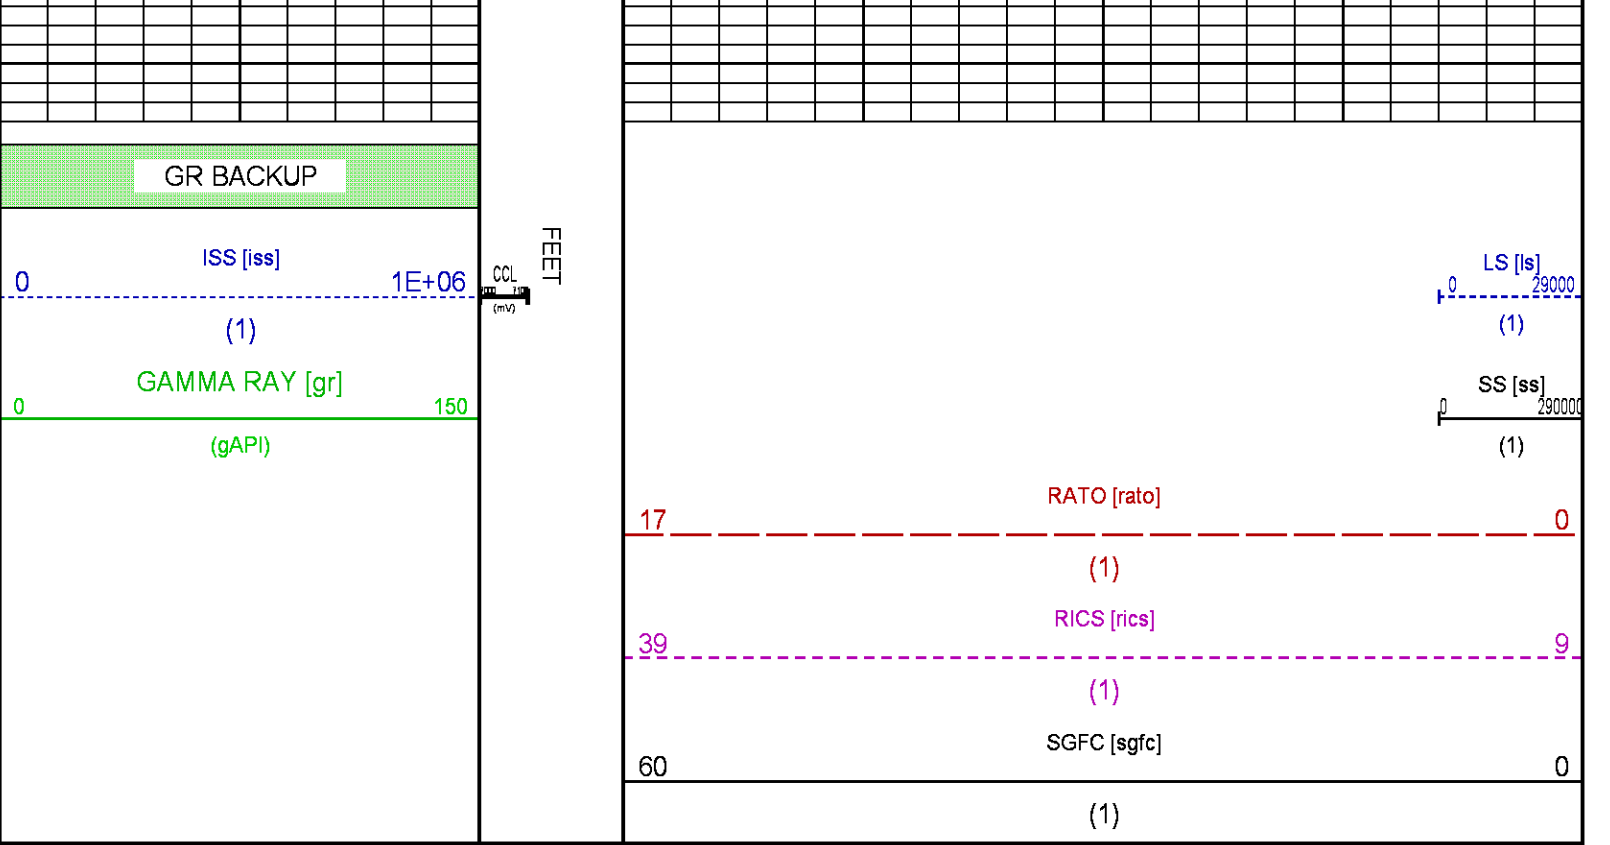 GR BACKUP
ISS [iss]
0 1E+06
(1)
GAMMA RAY [gr]
0 150
(gAPI)
FEET
CCL
(mV)
LS [ls]
0 29000
(1)
SS [ss]
0 290000
(1)
RATO [rato]
17 0
(1)
RICS [rics]
39 9
(1)
SGFC [sgfc]
60 0
(1)